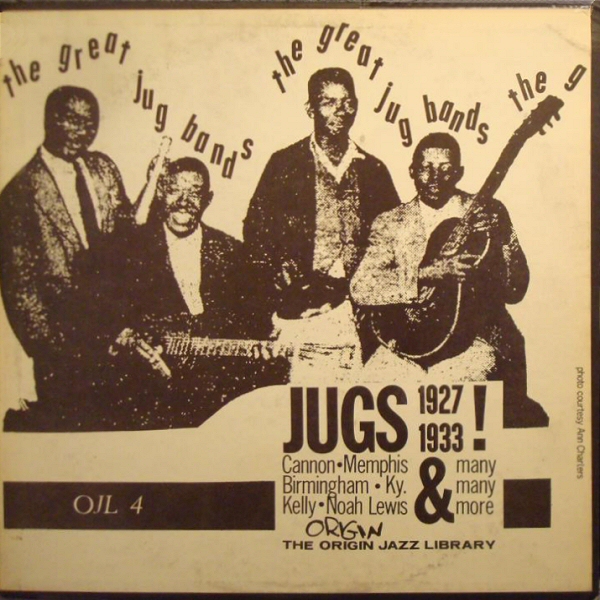 the great jug bands
the great jug bands
the g
JUGS 1927 1933 !
Cannon • Memphis
Birmingham • Ky.
Kelly • Noah Lewis
& many
many
more
ORIGIN
THE ORIGIN JAZZ LIBRARY
OJL 4
photo courtesy Ann Charters